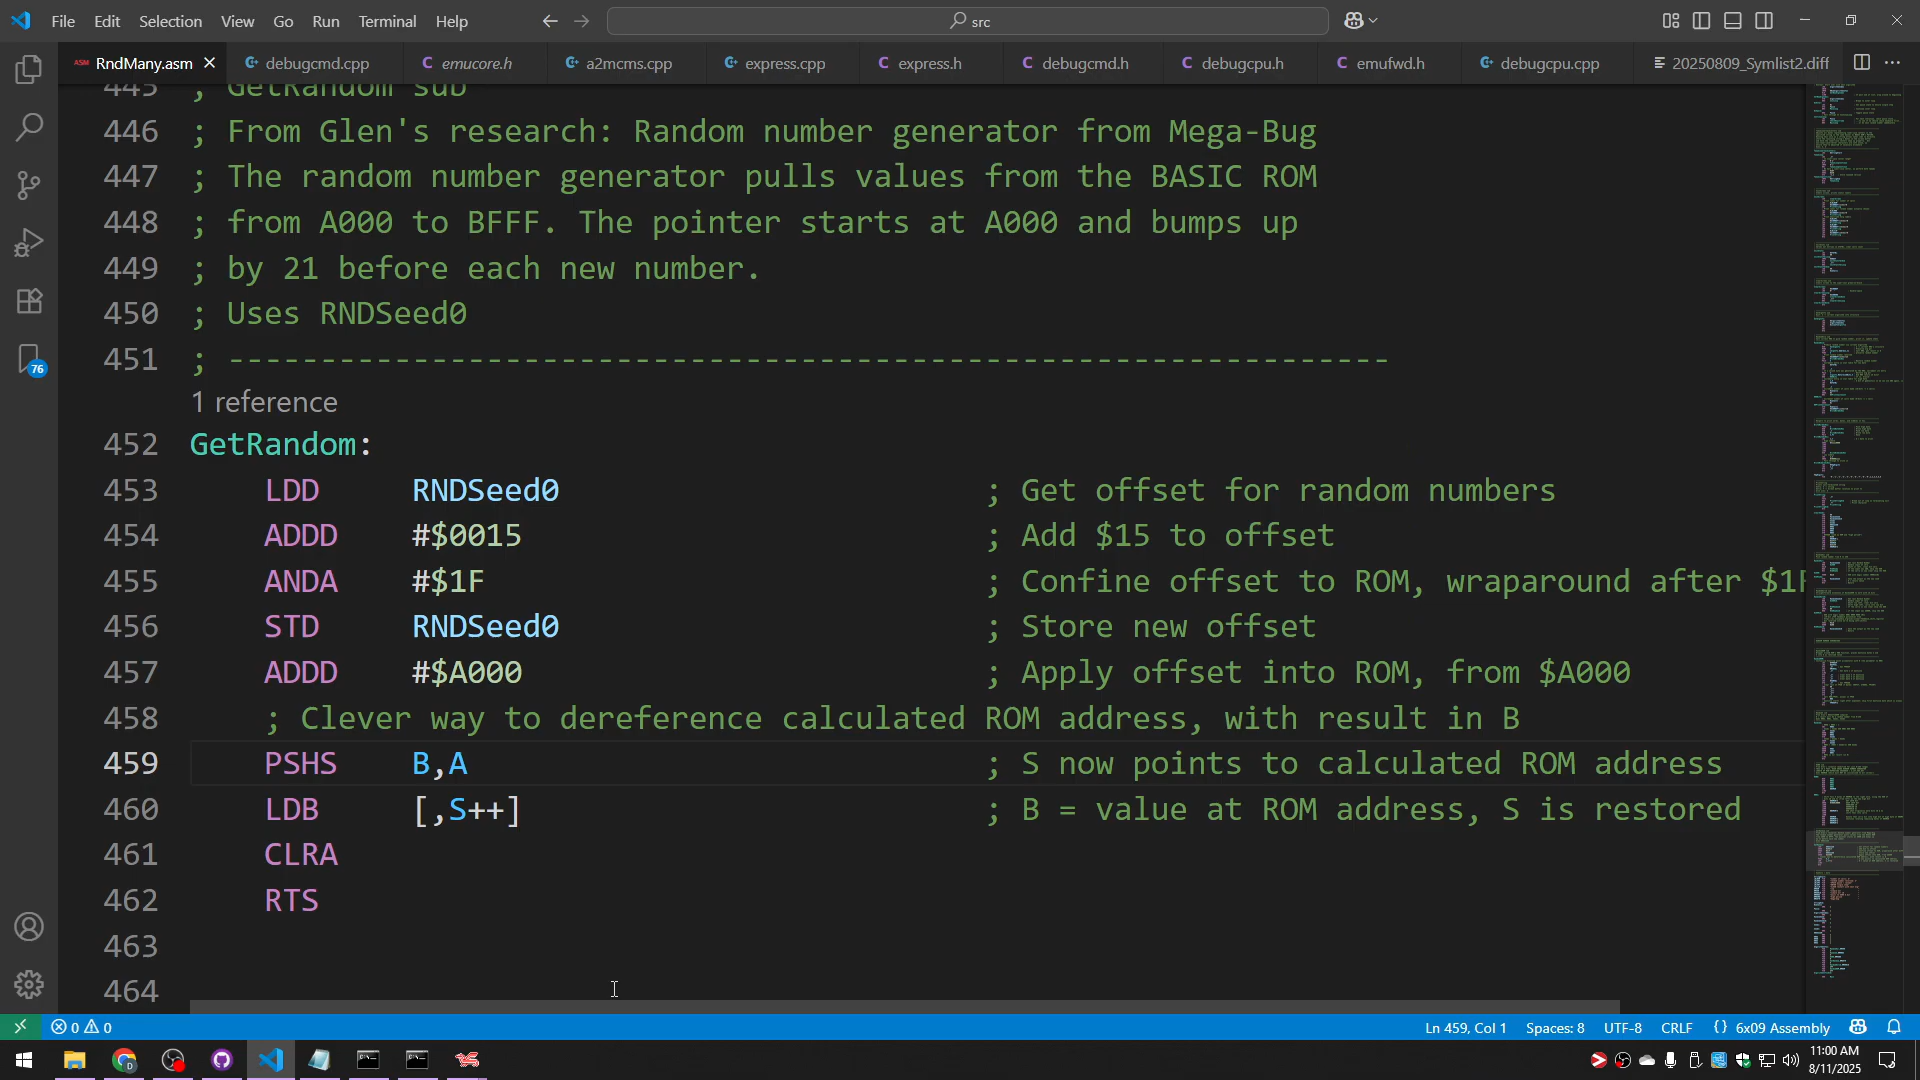 File Edit Selection View Go Run Terminal Help src
ASM RndMany.asm debugcmd.cpp emucore.h a2mcms.cpp express.cpp express.h debugcmd.h debugcpu.h emufwd.h debugcpu.cpp 20250809_Symlist2.diff
445 ; GetRandom sub
446 ; From Glen's research: Random number generator from Mega-Bug
447 ; The random number generator pulls values from the BASIC ROM
448 ; from A000 to BFFF. The pointer starts at A000 and bumps up
449 ; by 21 before each new number.
450 ; Uses RNDSeed0
451 ; ---------------------------------------------------------------
1 reference
452 GetRandom:
453 LDD RNDSeed0 ; Get offset for random numbers
454 ADDD #$0015 ; Add $15 to offset
455 ANDA #$1F ; Confine offset to ROM, wraparound after $1F
456 STD RNDSeed0 ; Store new offset
457 ADDD #$A000 ; Apply offset into ROM, from $A000
458 ; Clever way to dereference calculated ROM address, with result in B
459 PSHS B,A ; S now points to calculated ROM address
460 LDB [,S++] ; B = value at ROM address, S is restored
461 CLRA
462 RTS
463
464
76
0 0 Ln 459, Col 1 Spaces: 8 UTF-8 CRLF {} 6x09 Assembly
11:00 AM
8/11/2025